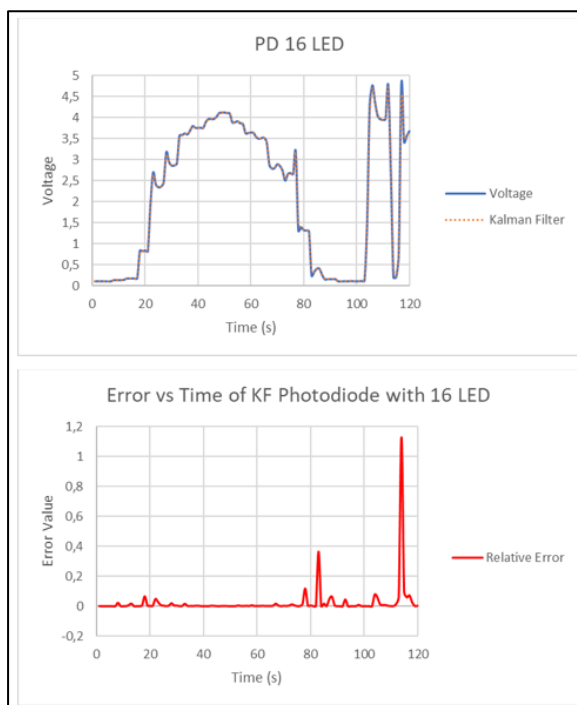 PD 16 LED
5
4,5
4
3,5
3
2,5
2
1,5
1
0,5
0
Voltage
0 20 40 60 80 100 120
Time (s)
Voltage
Kalman Filter
Error vs Time of KF Photodiode with 16 LED
1,2
1
0,8
0,6
0,4
0,2
0
-0,2
Error Value
0 20 40 60 80 100 120
Time (s)
Relative Error